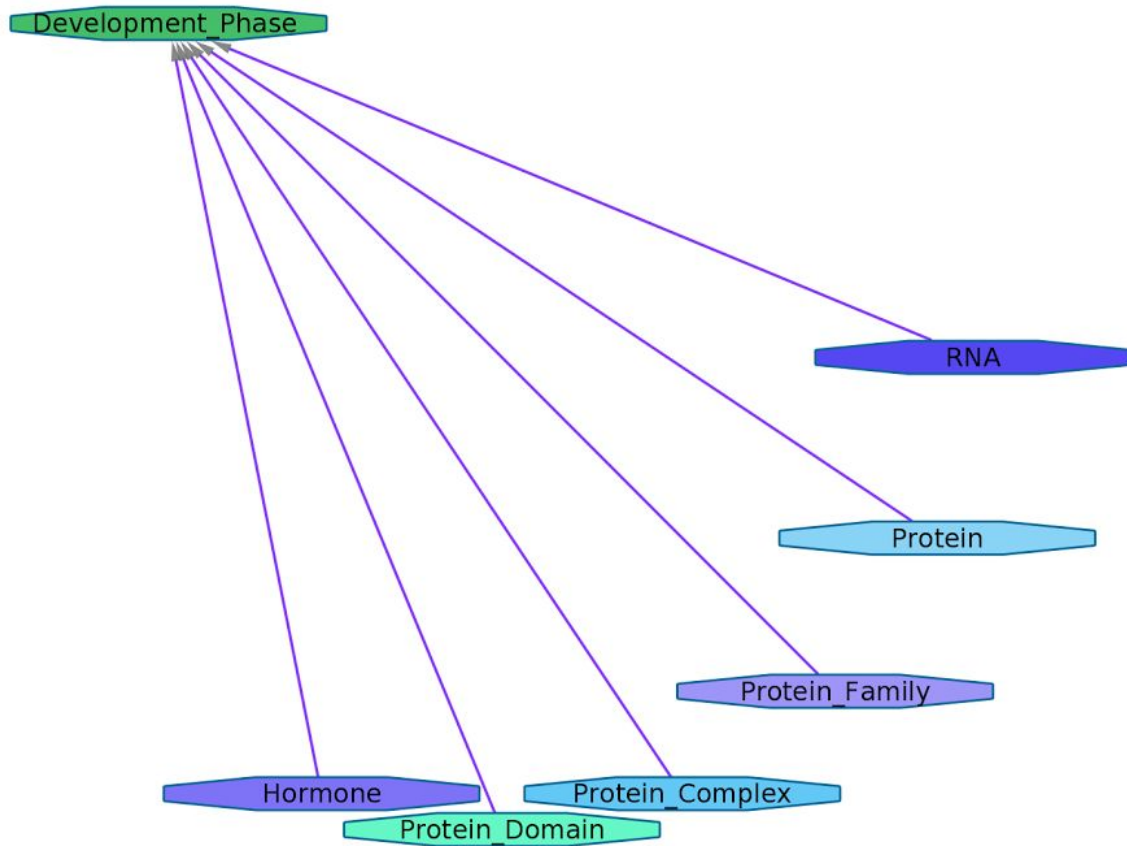 Development_Phase
RNA
Protein
Protein_Family
Hormone
Protein_Complex
Protein_Domain